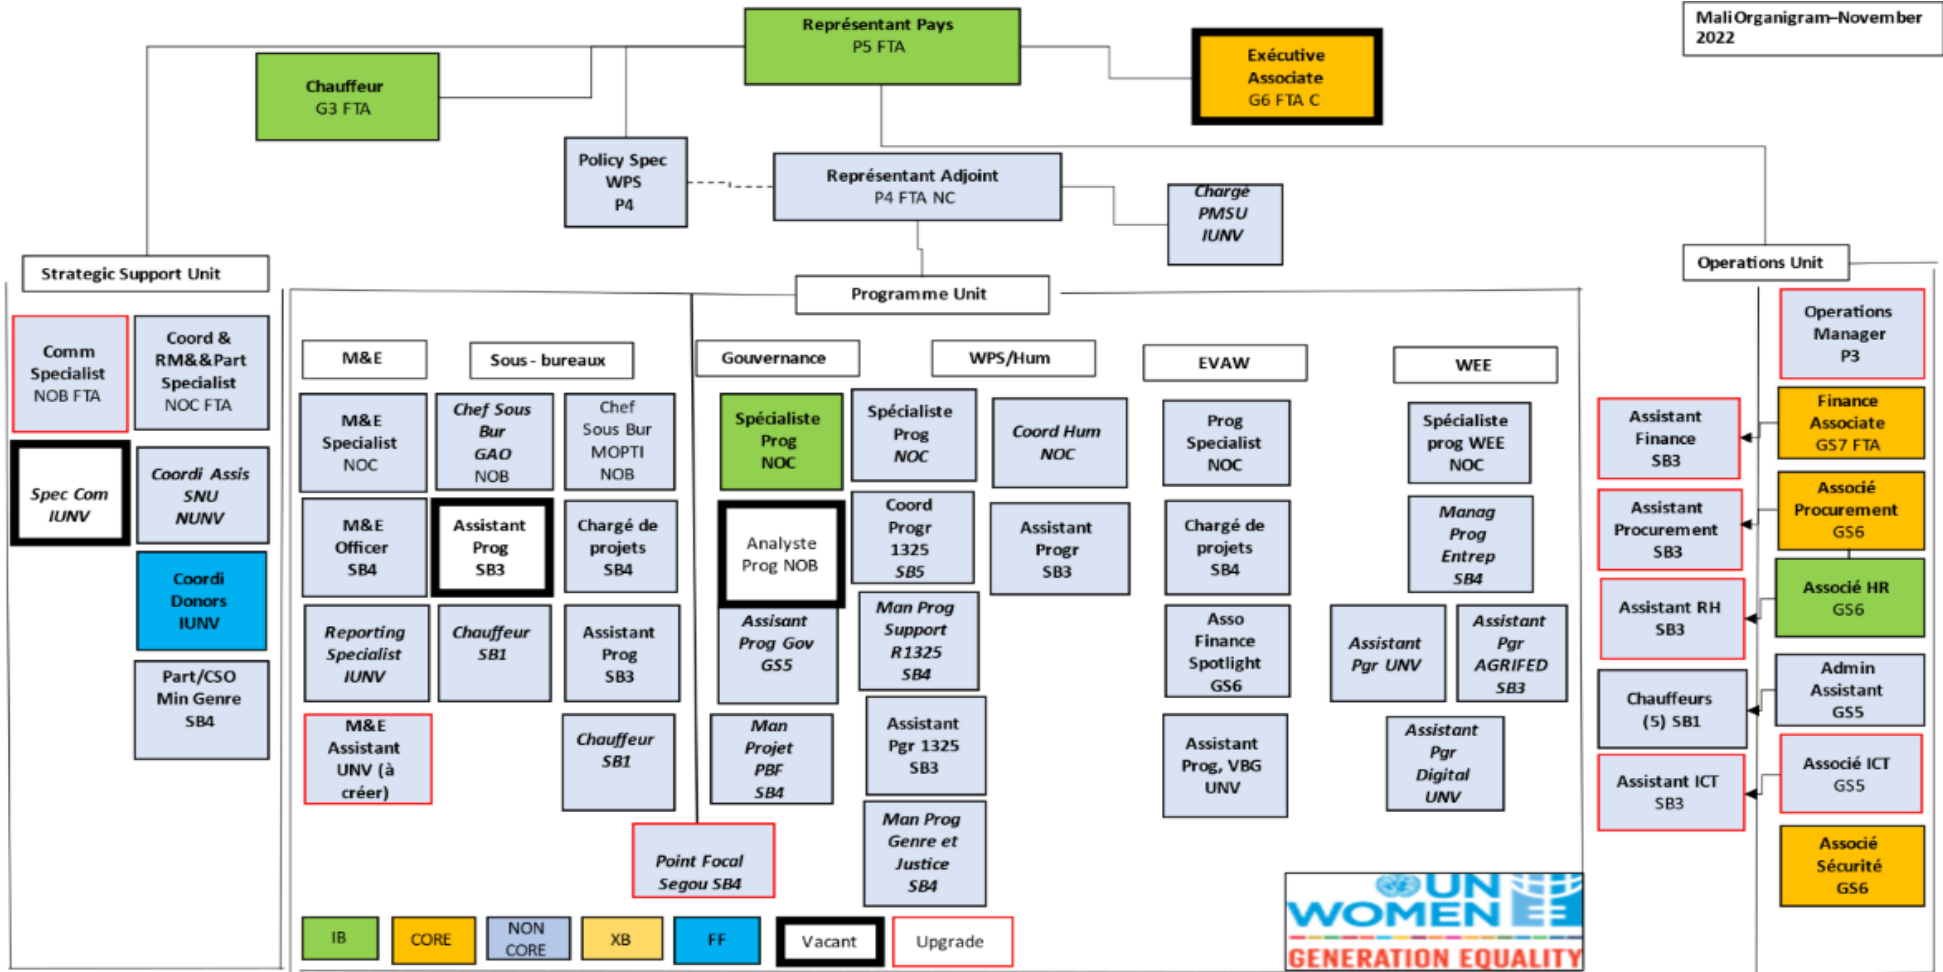 Mali Organigram–November
2022
Représentant Pays
P5 FTA
Chauffeur
G3 FTA
Exécutive
Associate
G6 FTA C
Policy Spec
WPS
P4
Représentant Adjoint
P4 FTA NC
Chargé
PMSU
IUNV
Strategic Support Unit
Programme Unit
Operations Unit
Comm
Specialist
NOB FTA
Coord &
RM&&Part
Specialist
NOC FTA
Spec Com
IUNV
Coordi Assis
SNU
NUNV
Coordi
Donors
IUNV
Part/CSO
Min Genre
SB4
M&E
M&E
Specialist
NOC
M&E
Officer
SB4
Reporting
Specialist
IUNV
M&E
Assistant
UNV (à
créer)
Sous - bureaux
Chef Sous
Bur
GAO
NOB
Assistant
Prog
SB3
Chauffeur
SB1
Chef
Sous Bur
MOPTI
NOB
Chargé de
projets
SB4
Assistant
Prog
SB3
Chauffeur
SB1
Point Focal
Segou SB4
Gouvernance
Spécialiste
Prog
NOC
Analyste
Prog NOB
Assisant
Prog Gov
GS5
Man
Projet
PBF
SB4
WPS/Hum
Spécialiste
Prog
NOC
Coord
Progr
1325
SB5
Man Prog
Support
R1325
SB4
Assistant
Pgr 1325
SB3
Man Prog
Genre et
Justice
SB4
Coord Hum
NOC
Assistant
Progr
SB3
EVAW
Prog
Specialist
NOC
Chargé de
projets
SB4
Asso
Finance
Spotlight
GS6
Assistant
Prog, VBG
UNV
WEE
Spécialiste
prog WEE
NOC
Manag
Prog
Entrep
SB4
Assistant
Pgr UNV
Assistant
Pgr
AGRIFED
SB3
Assistant
Pgr
Digital
UNV
Operations
Manager
P3
Assistant
Finance
SB3
Finance
Associate
GS7 FTA
Assistant
Procurement
SB3
Associé
Procurement
GS6
Assistant RH
SB3
Associé HR
GS6
Chauffeurs
(5) SB1
Admin
Assistant
GS5
Assistant ICT
SB3
Associé ICT
GS5
Associé
Sécurité
GS6
IB
CORE
NON
CORE
XB
FF
Vacant
Upgrade
UN
WOMEN
GENERATION EQUALITY